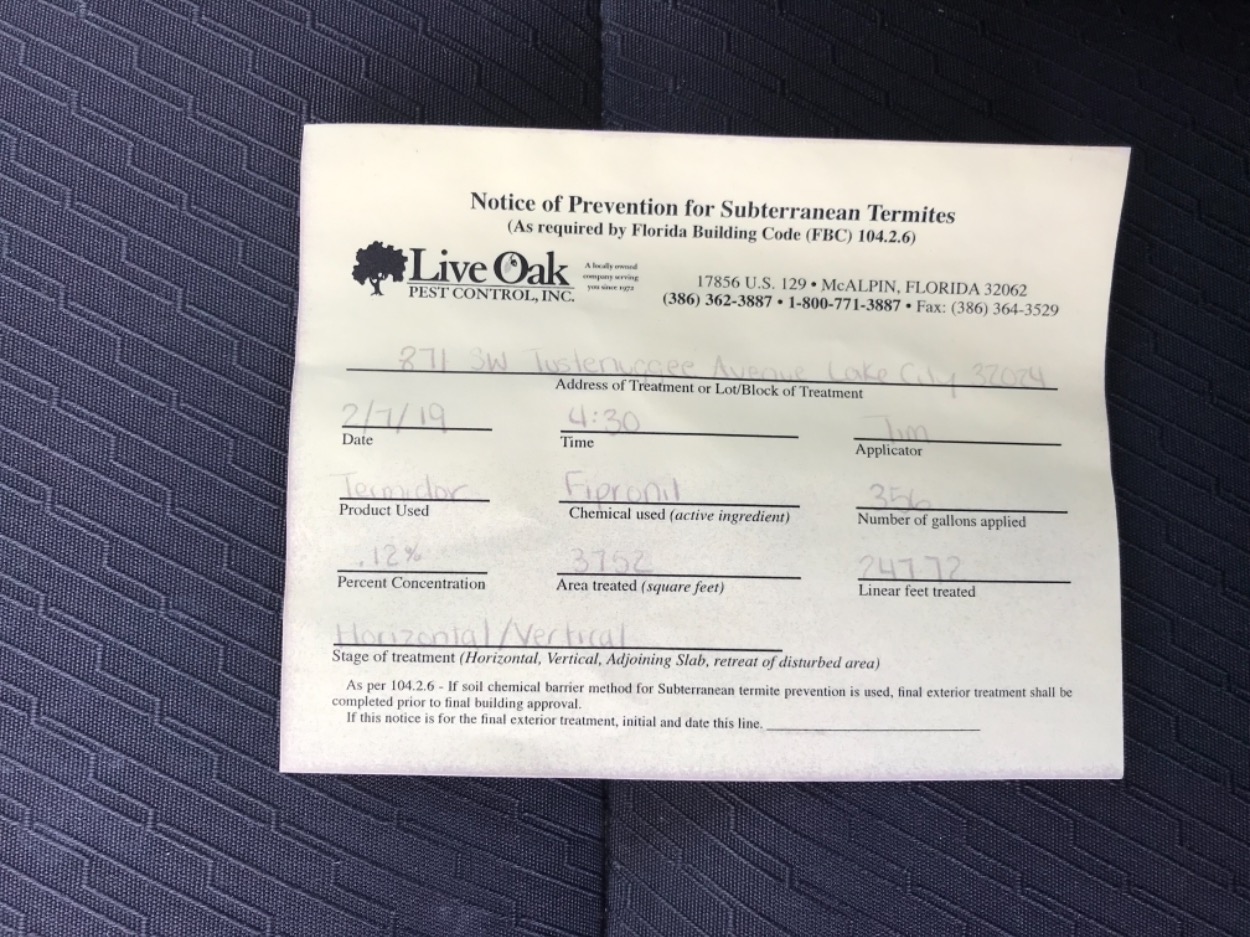 Notice of Prevention for Subterranean Termites
(As required by Florida Building Code (FBC) 104.2.6)
Live Oak
PEST CONTROL, INC.
A locally owned
company serving
you since 1972
17856 U.S. 129 • McALPIN, FLORIDA 32062
(386) 362-3887 • 1-800-771-3887 • Fax: (386) 364-3529
871 SW Tustenuggee Avenue Lake City 32024
Address of Treatment or Lot/Block of Treatment
2/7/19 4:30 Jim
Date Time Applicator
Termidor Fipronil 356
Product Used Chemical used (active ingredient) Number of gallons applied
.12% 3752
Percent Concentration Area treated (square feet) Linear feet treated
Horizontal/Vertical
Stage of treatment (Horizontal, Vertical, Adjoining Slab, retreat of disturbed area)
As per 104.2.6 - If soil chemical barrier method for Subterranean termite prevention is used, final exterior treatment shall be
completed prior to final building approval.
If this notice is for the final exterior treatment, initial and date this line.